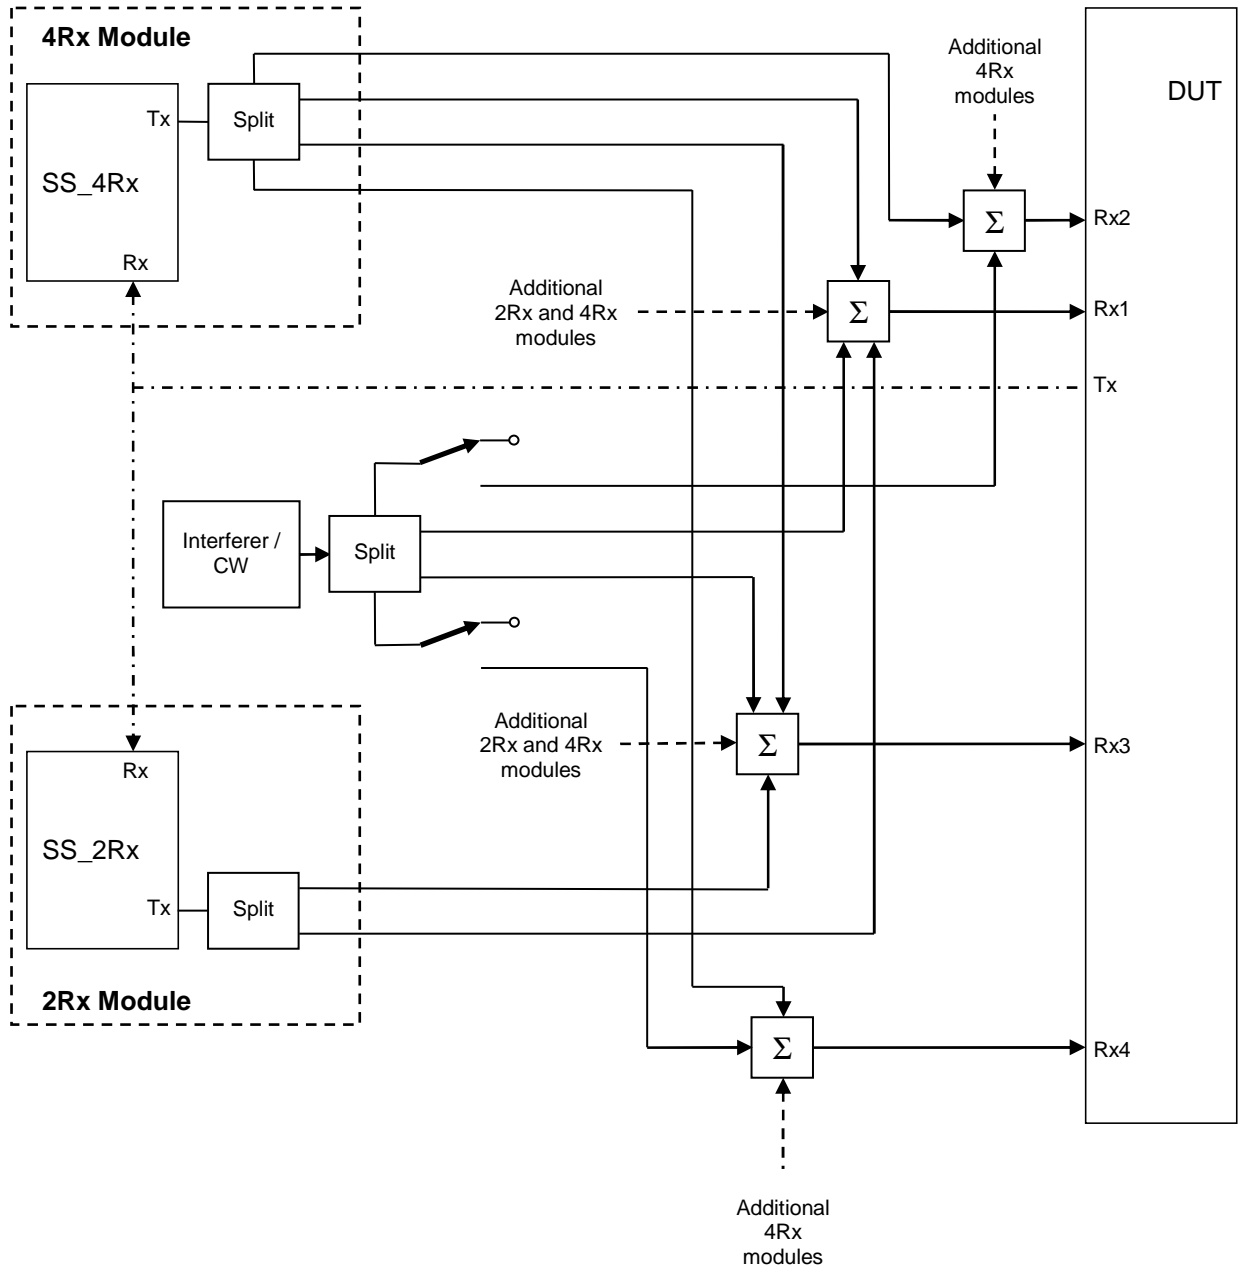 4Rx Module
Additional
4Rx
modules
DUT
Tx
Split
SS_4Rx
Rx
Σ
Rx2
Additional
2Rx and 4Rx
modules
Σ
Rx1
Tx
Interferer /
CW
Split
Additional
2Rx and 4Rx
modules
Σ
Rx3
Rx
SS_2Rx
Tx
Split
2Rx Module
Σ
Rx4
Additional
4Rx
modules